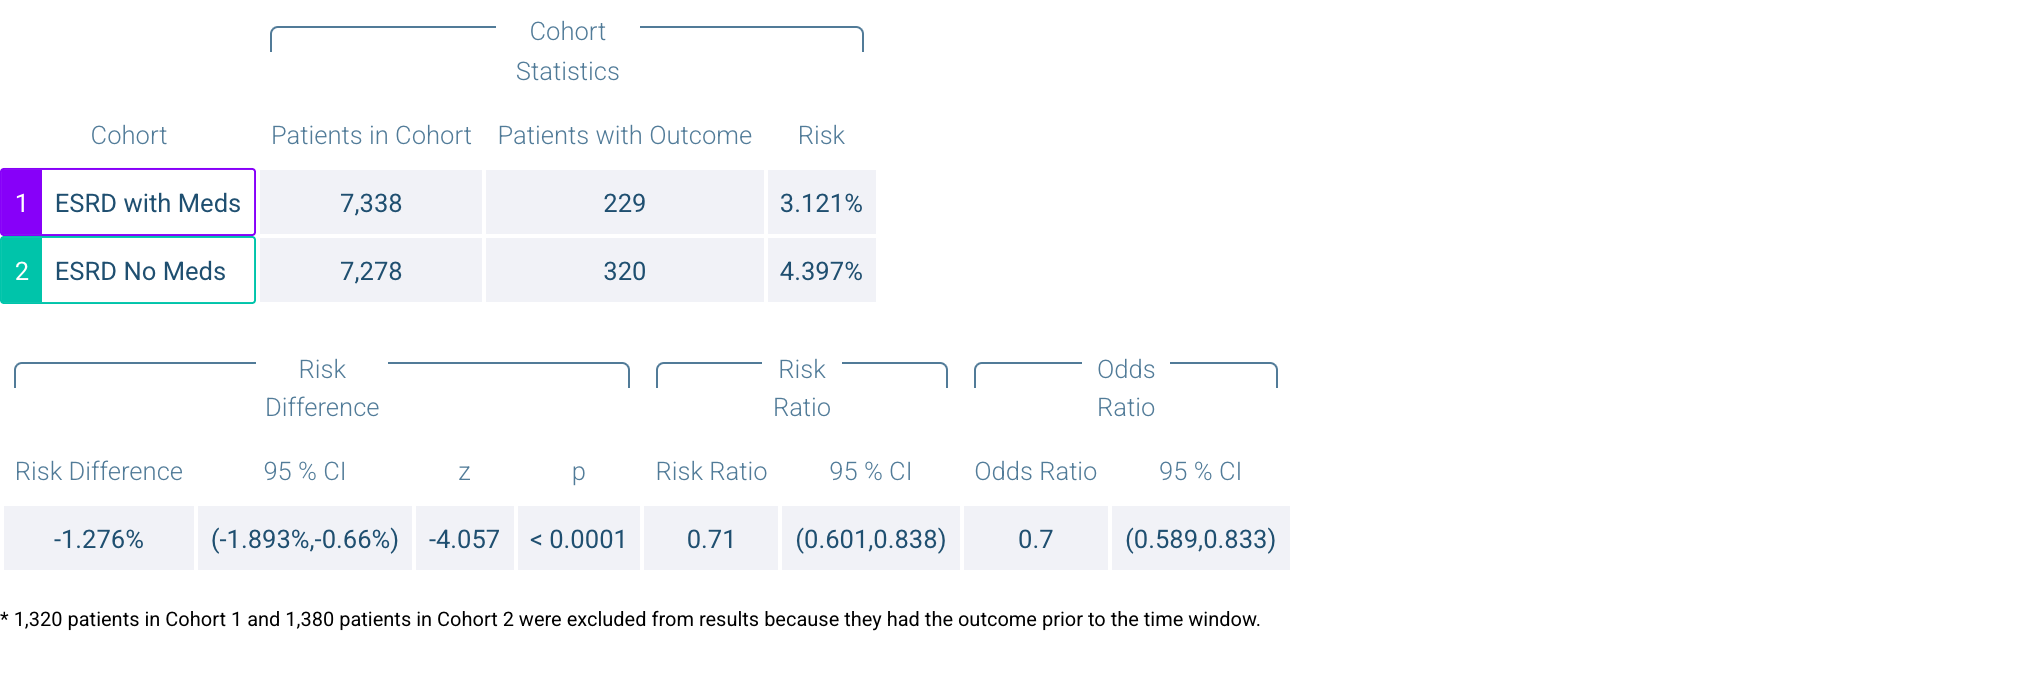 Cohort
Statistics
Cohort Patients in Cohort Patients with Outcome Risk
1 ESRD with Meds 7,338 229 3.121%
2 ESRD No Meds 7,278 320 4.397%
Risk Risk Odds
Difference Ratio Ratio
Risk Difference 95 % CI z p Risk Ratio 95 % CI Odds Ratio 95 % CI
-1.276% (-1.893%,-0.66%) -4.057 < 0.0001 0.71 (0.601,0.838) 0.7 (0.589,0.833)
* 1,320 patients in Cohort 1 and 1,380 patients in Cohort 2 were excluded from results because they had the outcome prior to the time window.